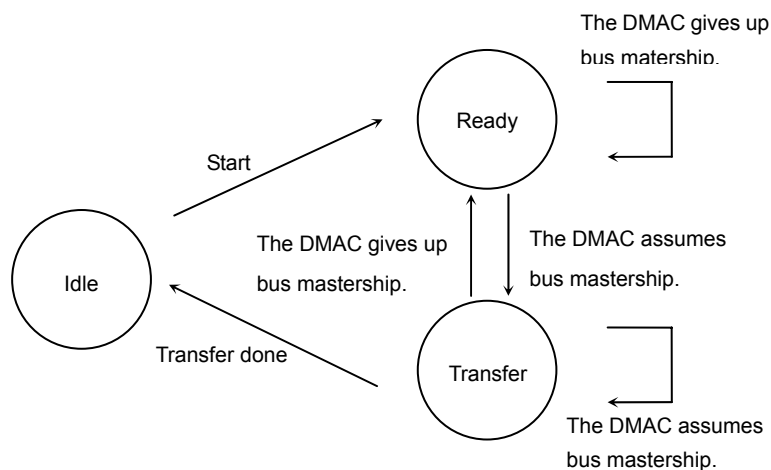 The DMAC gives up
bus matership.
Ready
Start
The DMAC gives up
bus mastership.
The DMAC assumes
bus mastership.
Idle
Transfer done
Transfer
The DMAC assumes
bus mastership.